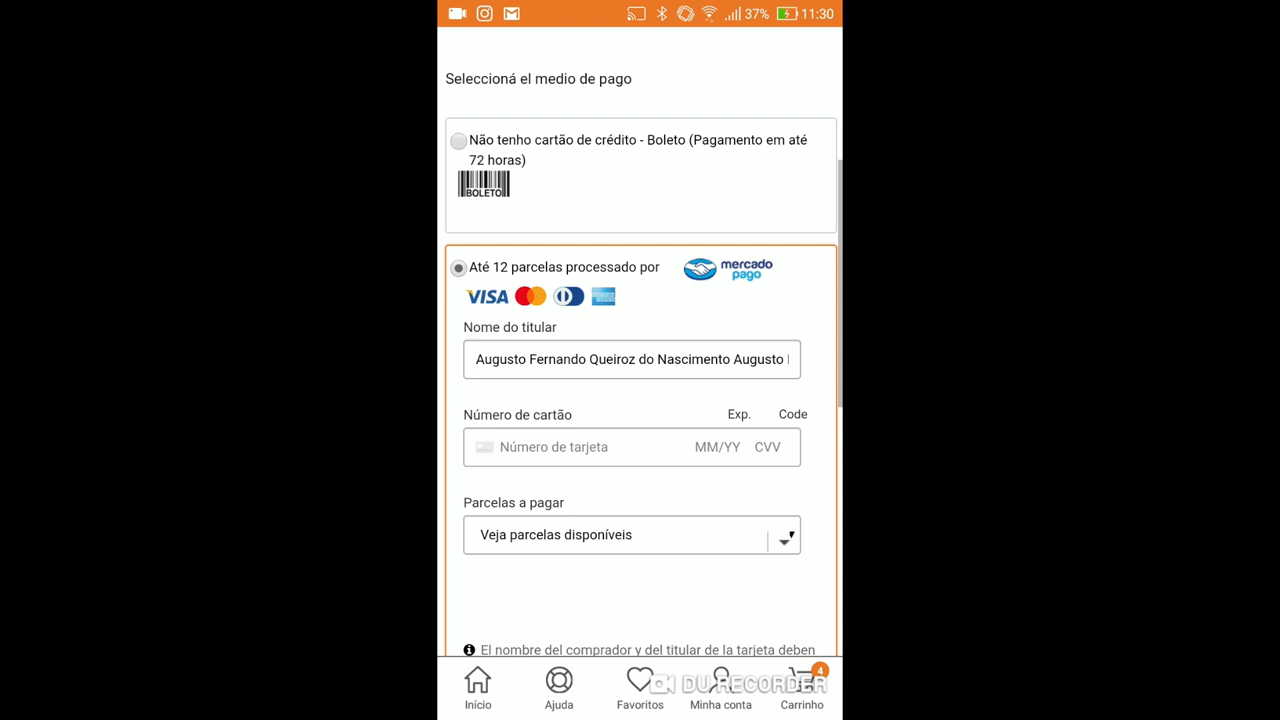 37% 11:30
Seleccioná el medio de pago
Não tenho cartão de crédito - Boleto (Pagamento em até
72 horas)
BOLETO
Até 12 parcelas processado por
mercado
pago
VISA
Nome do titular
Augusto Fernando Queiroz do Nascimento Augusto
Número de cartão Exp. Code
Número de tarjeta MM/YY CVV
Parcelas a pagar
Veja parcelas disponíveis
El nombre del comprador y del titular de la tarjeta deben
4
DU RECORDER
Início Ajuda Favoritos Minha conta Carrinho